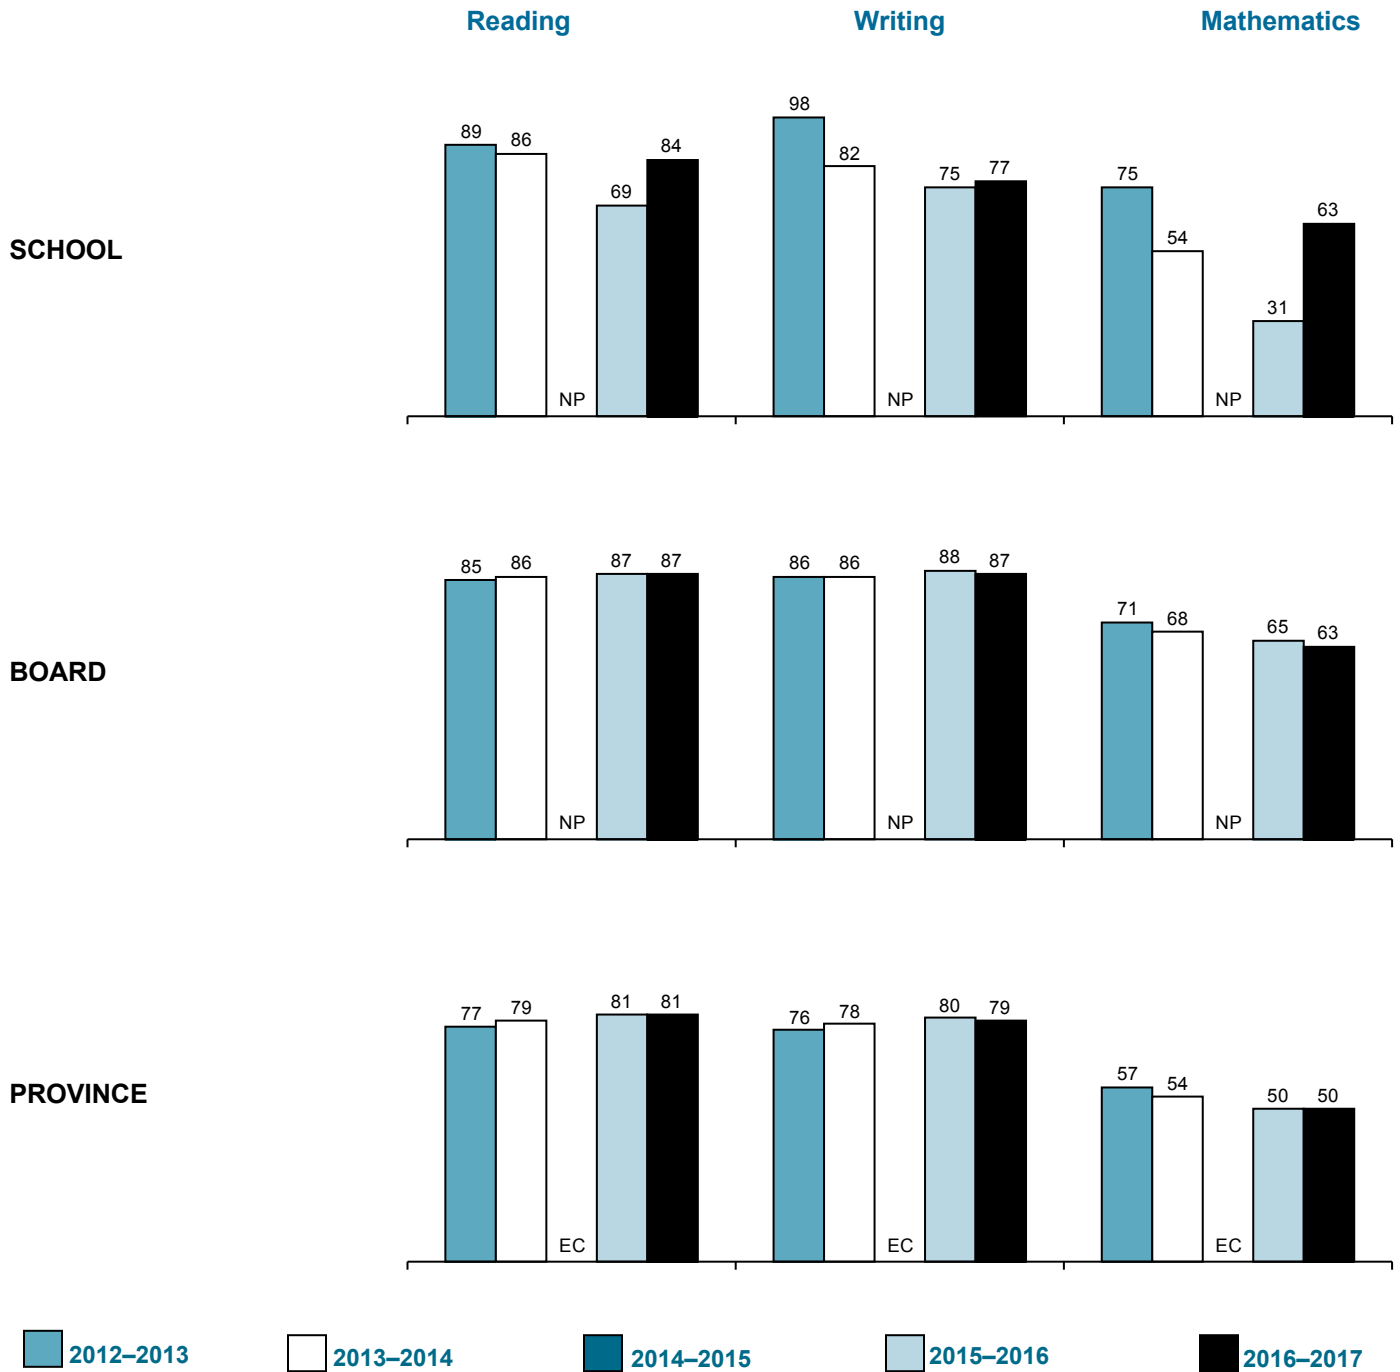 Reading Writing Mathematics
98
89 86 84 82 75 77 75
69 63
54
31
SCHOOL
NP NP NP
85 86 87 87 86 86 88 87
71 68 65 63
BOARD
NP NP NP
77 79 81 81 76 78 80 79
57 54 50 50
PROVINCE
EC EC EC
2012–2013 2013–2014 2014–2015 2015–2016 2016–2017